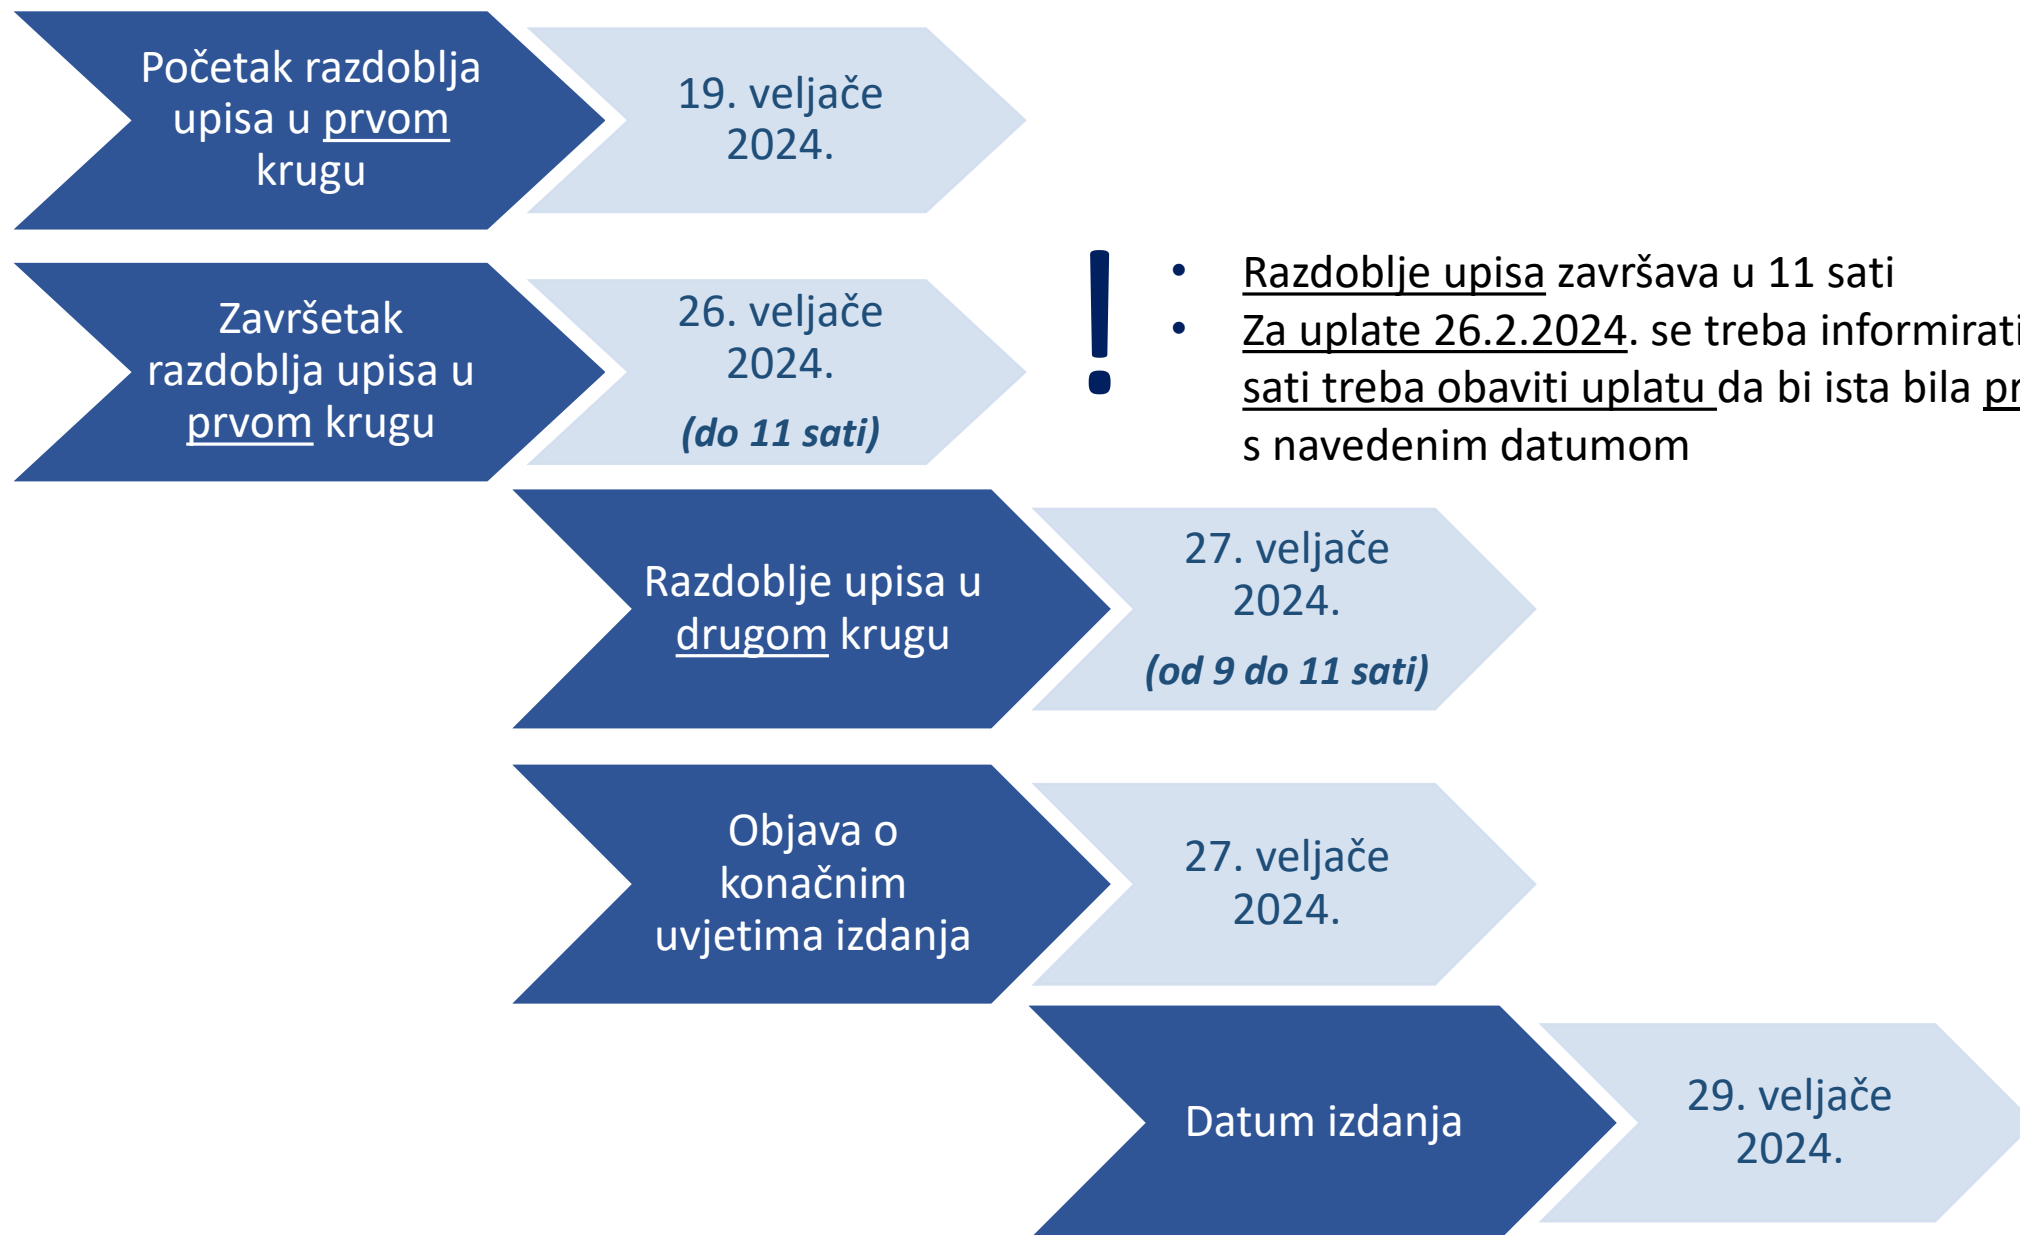 Početak razdoblja
upisa u prvom
krugu
19. veljače
2024.
Završetak
razdoblja upisa u
prvom krugu
26. veljače
2024.
(do 11 sati)
!
• Razdoblje upisa završava u 11 sati
• Za uplate 26.2.2024. se treba informirati
sati treba obaviti uplatu da bi ista bila
s navedenim datumom
Razdoblje upisa u
drugom krugu
27. veljače
2024.
(od 9 do 11 sati)
Objava o
konačnim
uvjetima izdanja
27. veljače
2024.
Datum izdanja
29. veljače
2024.